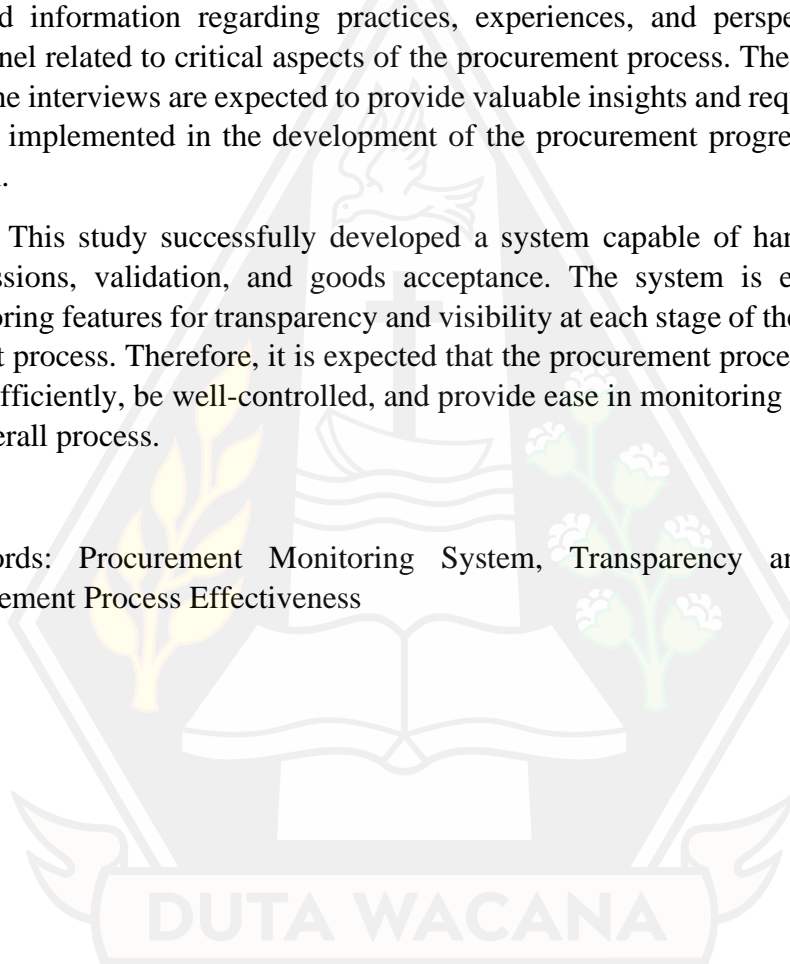 d information regarding practices, experiences, and perspe
nel related to critical aspects of the procurement process. The
ne interviews are expected to provide valuable insights and req
implemented in the development of the procurement progre
.
This study successfully developed a system capable of har
ssions, validation, and goods acceptance. The system is e
oring features for transparency and visibility at each stage of the
t process. Therefore, it is expected that the procurement proce
fficiently, be well-controlled, and provide ease in monitoring
erall process.
ords: Procurement Monitoring System, Transparency an
ement Process Effectiveness
DUTA WACANA